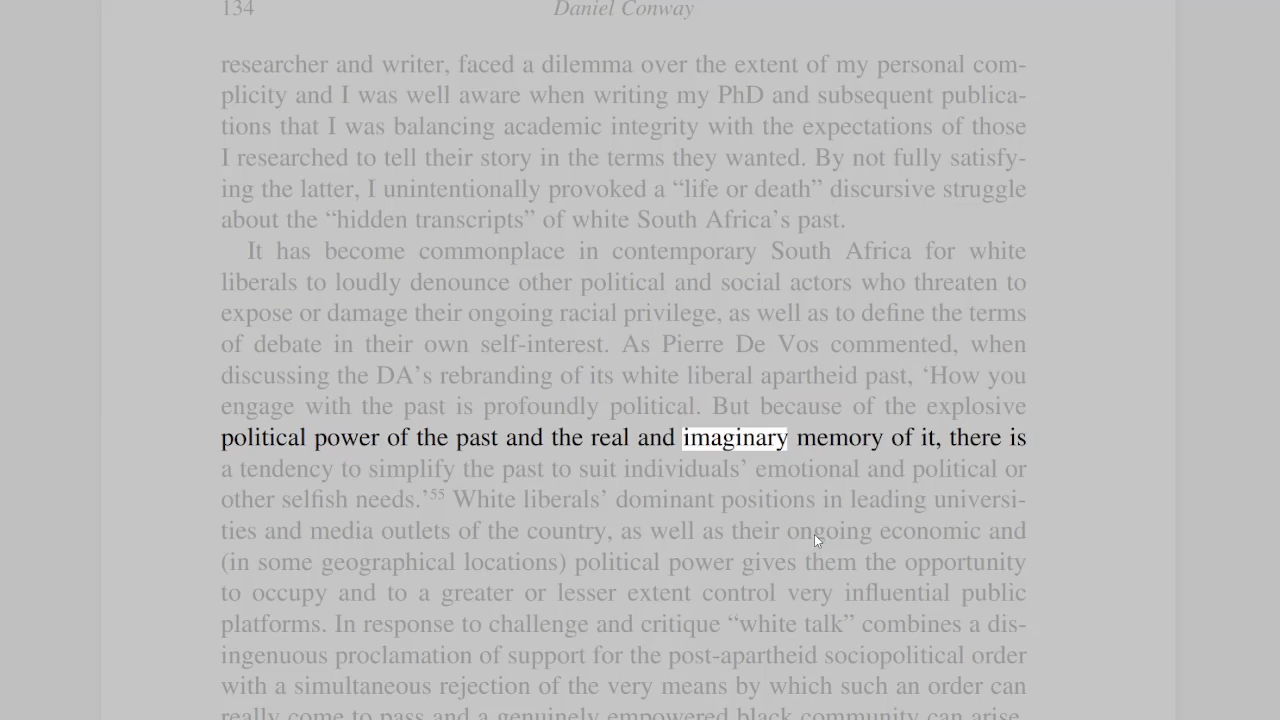 134 Daniel Conway
researcher and writer, faced a dilemma over the extent of my personal com-
plicity and I was well aware when writing my PhD and subsequent publica-
tions that I was balancing academic integrity with the expectations of those
I researched to tell their story in the terms they wanted. By not fully satisfy-
ing the latter, I unintentionally provoked a “life or death” discursive struggle
about the “hidden transcripts” of white South Africa’s past.
It has become commonplace in contemporary South Africa for white
liberals to loudly denounce other political and social actors who threaten to
expose or damage their ongoing racial privilege, as well as to define the terms
of debate in their own self-interest. As Pierre De Vos commented, when
discussing the DA’s rebranding of its white liberal apartheid past, ‘How you
engage with the past is profoundly political. But because of the explosive
political power of the past and the real and imaginary memory of it, there is
a tendency to simplify the past to suit individuals’ emotional and political or
other selfish needs.’55 White liberals’ dominant positions in leading universi-
ties and media outlets of the country, as well as their ongoing economic and
(in some geographical locations) political power gives them the opportunity
to occupy and to a greater or lesser extent control very influential public
platforms. In response to challenge and critique “white talk” combines a dis-
ingenuous proclamation of support for the post-apartheid sociopolitical order
with a simultaneous rejection of the very means by which such an order can
really come to pass and a genuinely empowered black community can arise.